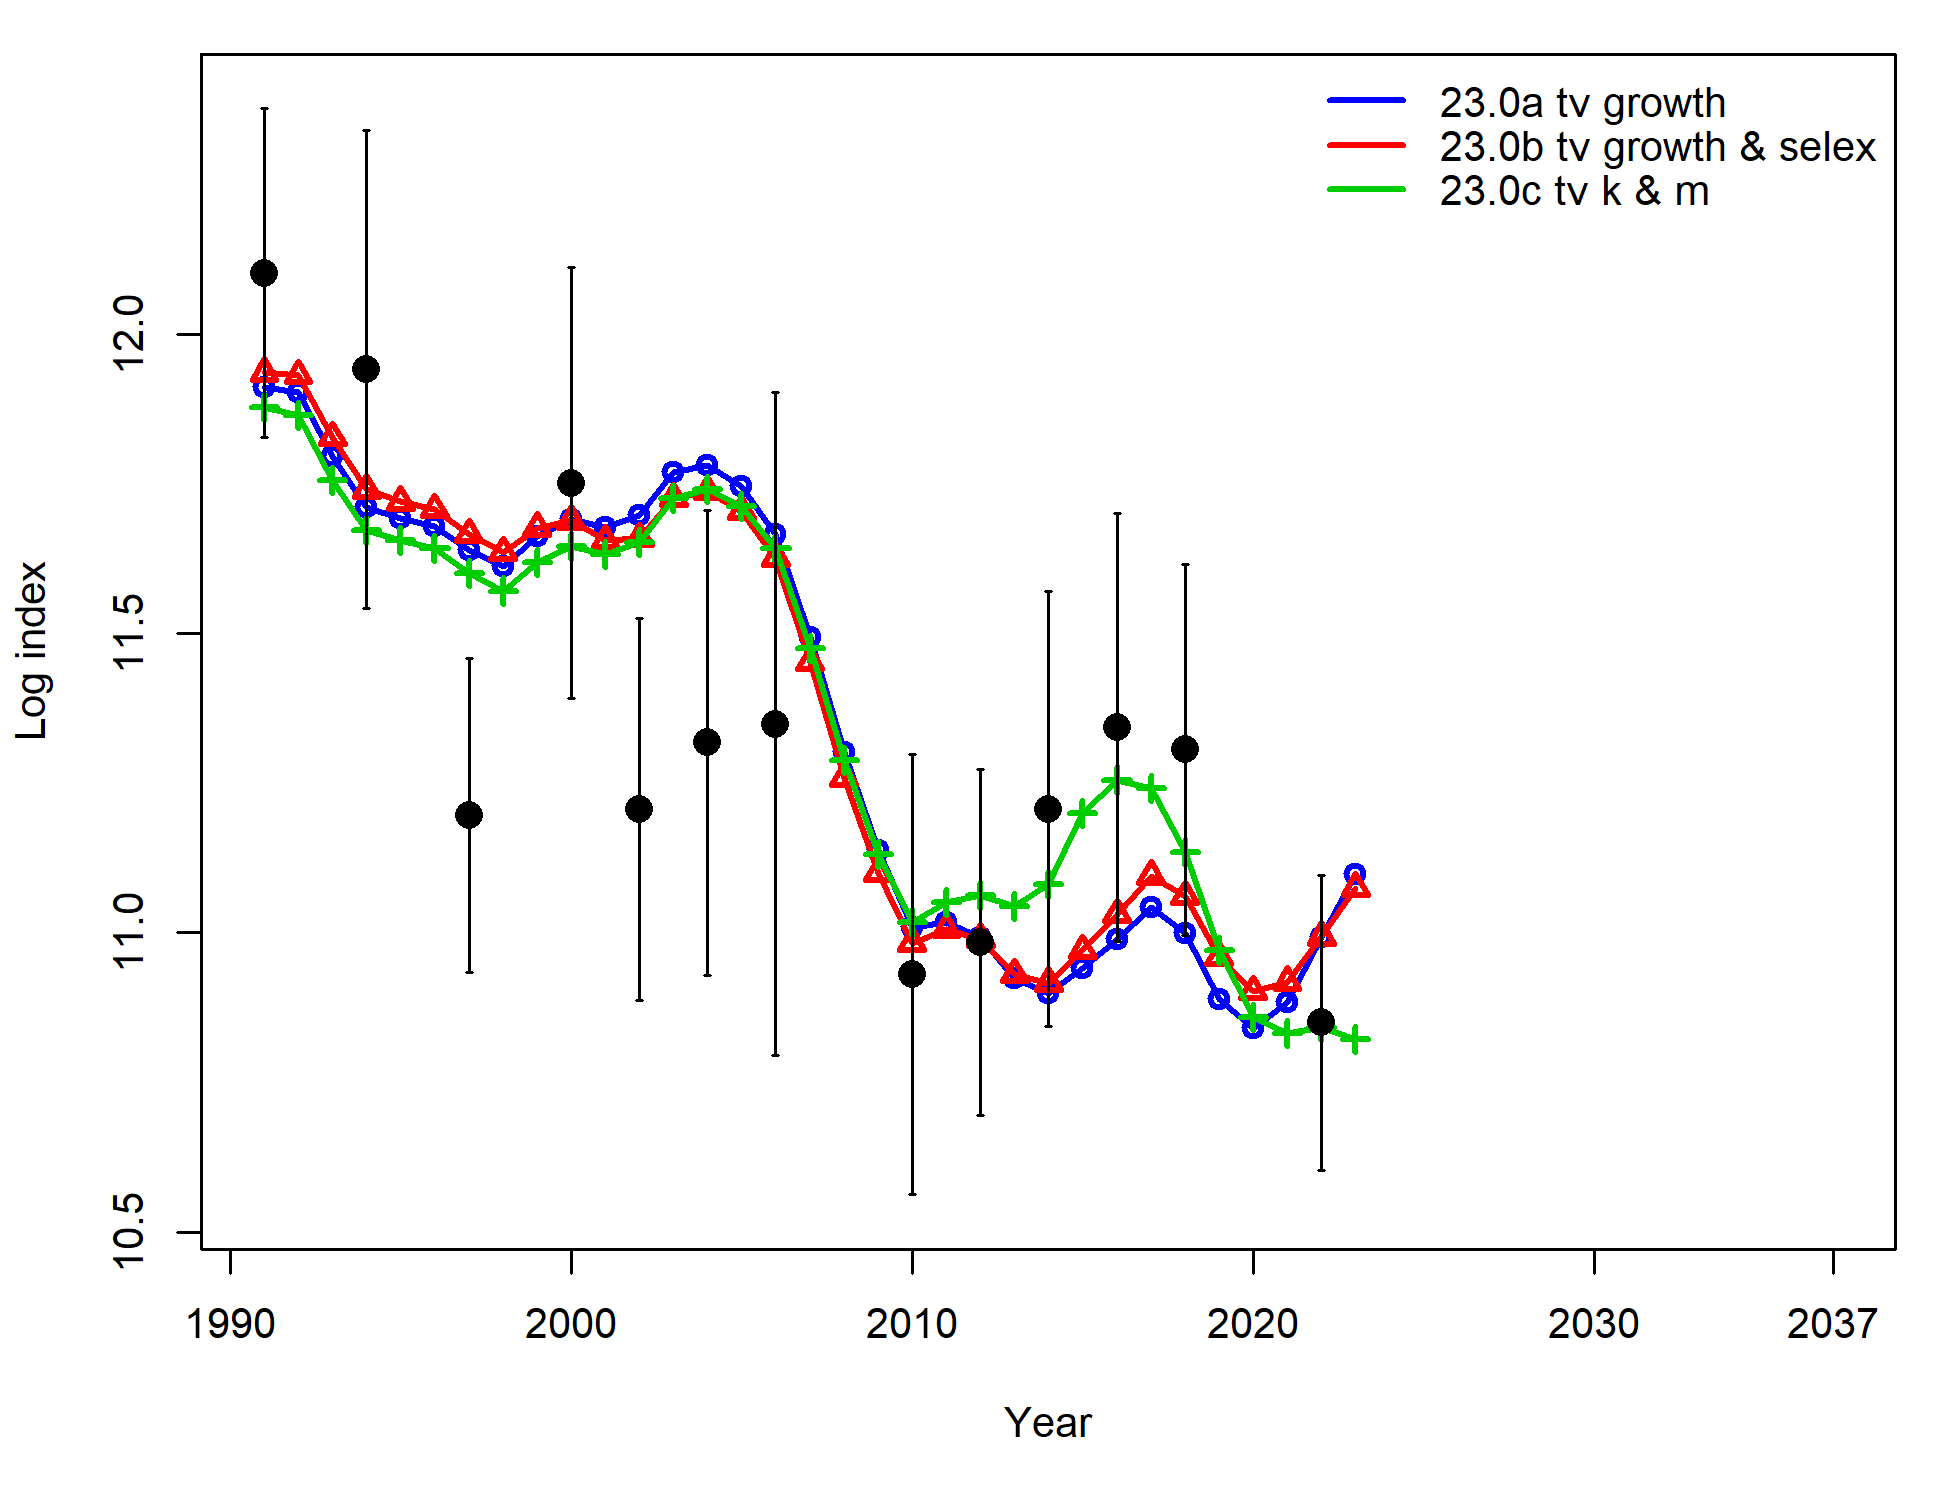 23.0a tv growth
23.0b tv growth & selex
23.0c tv k & m
Log index
12.0
11.5
11.0
10.5
1990 2000 2010 2020 2030 2037
Year